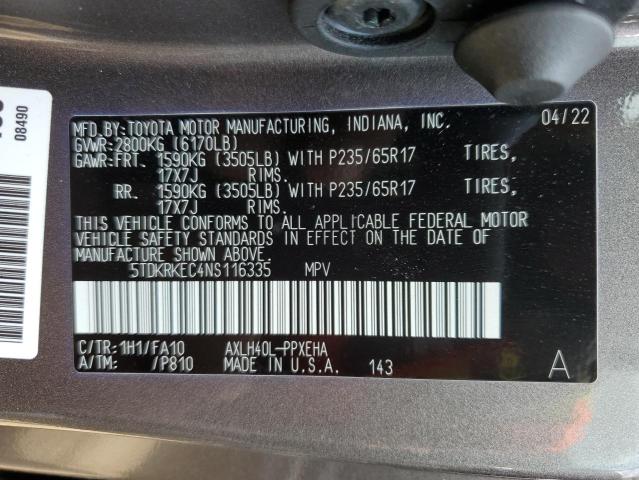 08490
MFD.BY:TOYOTA MOTOR MANUFACTURING, INDIANA, INC. 04/22
GVWR:2800KG (6170LB)
GAWR:FRT. 1590KG (3505LB) WITH P235/65R17 TIRES,
17X7J RIMS.
RR. 1590KG (3505LB) WITH P235/65R17 TIRES,
17X7J RIMS.
THIS VEHICLE CONFORMS TO ALL APPLICABLE FEDERAL MOTOR
VEHICLE SAFETY STANDARDS IN EFFECT ON THE DATE OF
MANUFACTURE SHOWN ABOVE.
5TDKRKEC4NS116335 MPV
C/TR:1H1/FA10 AXLH40L-PPXEHA
A/TM: /P810 MADE IN U.S.A. 143 A